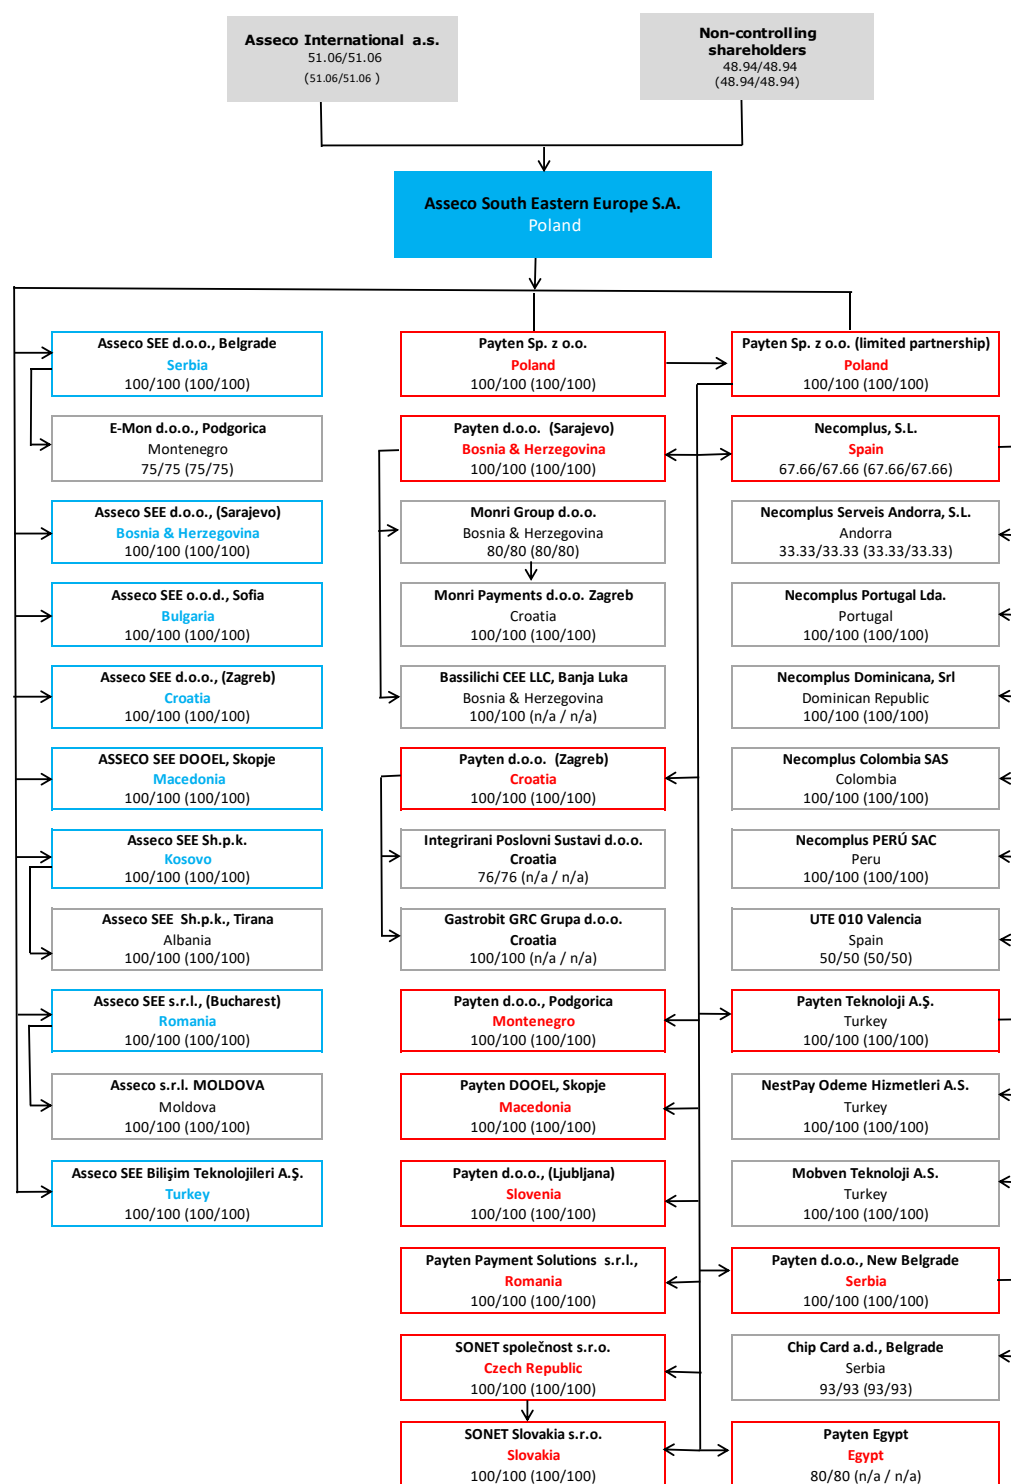 Asseco International a.s.
51.06/51.06
(51.06/51.06 )
Non-controlling
shareholders
48.94/48.94
(48.94/48.94)
Asseco South Eastern Europe S.A.
Poland
Asseco SEE d.o.o., Belgrade
Serbia
100/100 (100/100)
E-Mon d.o.o., Podgorica
Montenegro
75/75 (75/75)
Asseco SEE d.o.o., (Sarajevo)
Bosnia & Herzegovina
100/100 (100/100)
Asseco SEE o.o.d., Sofia
Bulgaria
100/100 (100/100)
Asseco SEE d.o.o., (Zagreb)
Croatia
100/100 (100/100)
ASSECO SEE DOOEL, Skopje
Macedonia
100/100 (100/100)
Asseco SEE Sh.p.k.
Kosovo
100/100 (100/100)
Asseco SEE Sh.p.k., Tirana
Albania
100/100 (100/100)
Asseco SEE s.r.l., (Bucharest)
Romania
100/100 (100/100)
Asseco s.r.l. MOLDOVA
Moldova
100/100 (100/100)
Asseco SEE Bilişim Teknolojileri A.Ş.
Turkey
100/100 (100/100)
Payten Sp. z o.o.
Poland
100/100 (100/100)
Payten d.o.o. (Sarajevo)
Bosnia & Herzegovina
100/100 (100/100)
Monri Group d.o.o.
Bosnia & Herzegovina
80/80 (80/80)
Monri Payments d.o.o. Zagreb
Croatia
100/100 (100/100)
Bassilichi CEE LLC, Banja Luka
Bosnia & Herzegovina
100/100 (n/a / n/a)
Payten d.o.o. (Zagreb)
Croatia
100/100 (100/100)
Integrirani Poslovni Sustavi d.o.o.
Croatia
76/76 (n/a / n/a)
Gastrobit GRC Grupa d.o.o.
Croatia
100/100 (n/a / n/a)
Payten d.o.o., Podgorica
Montenegro
100/100 (100/100)
Payten DOOEL, Skopje
Macedonia
100/100 (100/100)
Payten d.o.o., (Ljubljana)
Slovenia
100/100 (100/100)
Payten Payment Solutions s.r.l.,
Romania
100/100 (100/100)
SONET společnost s.r.o.
Czech Republic
100/100 (100/100)
SONET Slovakia s.r.o.
Slovakia
100/100 (100/100)
Payten Sp. z o.o. (limited partnership)
Poland
100/100 (100/100)
Necomplus, S.L.
Spain
67.66/67.66 (67.66/67.66)
Necomplus Serveis Andorra, S.L.
Andorra
33.33/33.33 (33.33/33.33)
Necomplus Portugal Lda.
Portugal
100/100 (100/100)
Necomplus Dominicana, Srl
Dominican Republic
100/100 (100/100)
Necomplus Colombia SAS
Colombia
100/100 (100/100)
Necomplus PERÚ SAC
Peru
100/100 (100/100)
UTE 010 Valencia
Spain
50/50 (50/50)
Payten Teknoloji A.Ş.
Turkey
100/100 (100/100)
NestPay Odeme Hizmetleri A.S.
Turkey
100/100 (100/100)
Mobven Teknoloji A.S.
Turkey
100/100 (100/100)
Payten d.o.o., New Belgrade
Serbia
100/100 (100/100)
Chip Card a.d., Belgrade
Serbia
93/93 (93/93)
Payten Egypt
Egypt
80/80 (n/a / n/a)